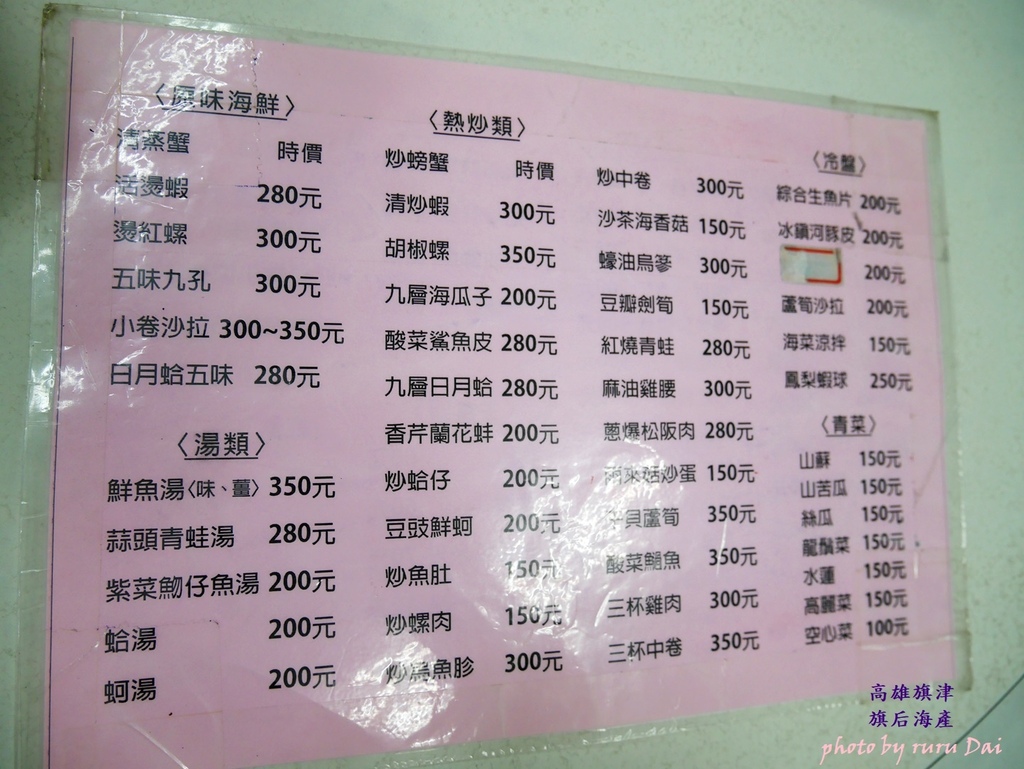 〈原味海鮮〉
清蒸蟹 時價
活燙蝦 280元
燙紅螺 300元
五味九孔 300元
小卷沙拉 300~350元
日月蛤五味 280元
〈湯類〉
鮮魚湯〈味、薑〉 350元
蒜頭青蛙湯 280元
紫菜魩仔魚湯 200元
蛤湯 200元
蚵湯 200元
〈熱炒類〉
炒螃蟹 時價
清炒蝦 300元
胡椒螺 350元
九層海瓜子 200元
酸菜鯊魚皮 280元
九層日月蛤 280元
香芹蘭花蚌 200元
炒蛤仔 200元
豆豉鮮蚵 200元
炒魚肚 150元
炒螺肉 150元
炒烏魚胗 300元
炒中卷 300元
沙茶海香菇 150元
蠔油烏蔘 300元
豆瓣劍筍 150元
紅燒青蛙 280元
麻油雞腰 300元
蔥爆松阪肉 280元
雨來菇炒蛋 150元
干貝蘆筍 350元
酸菜鮑魚 350元
三杯雞肉 300元
三杯中卷 350元
〈冷盤〉
綜合生魚片 200元
冰鎮河豚皮 200元
200元
蘆筍沙拉 200元
海菜涼拌 150元
鳳梨蝦球 250元
〈青菜〉
山蘇 150元
山苦瓜 150元
絲瓜 150元
龍鬚菜 150元
水蓮 150元
高麗菜 150元
空心菜 100元
高雄旗津
旗后海產
photo by ruru Dai